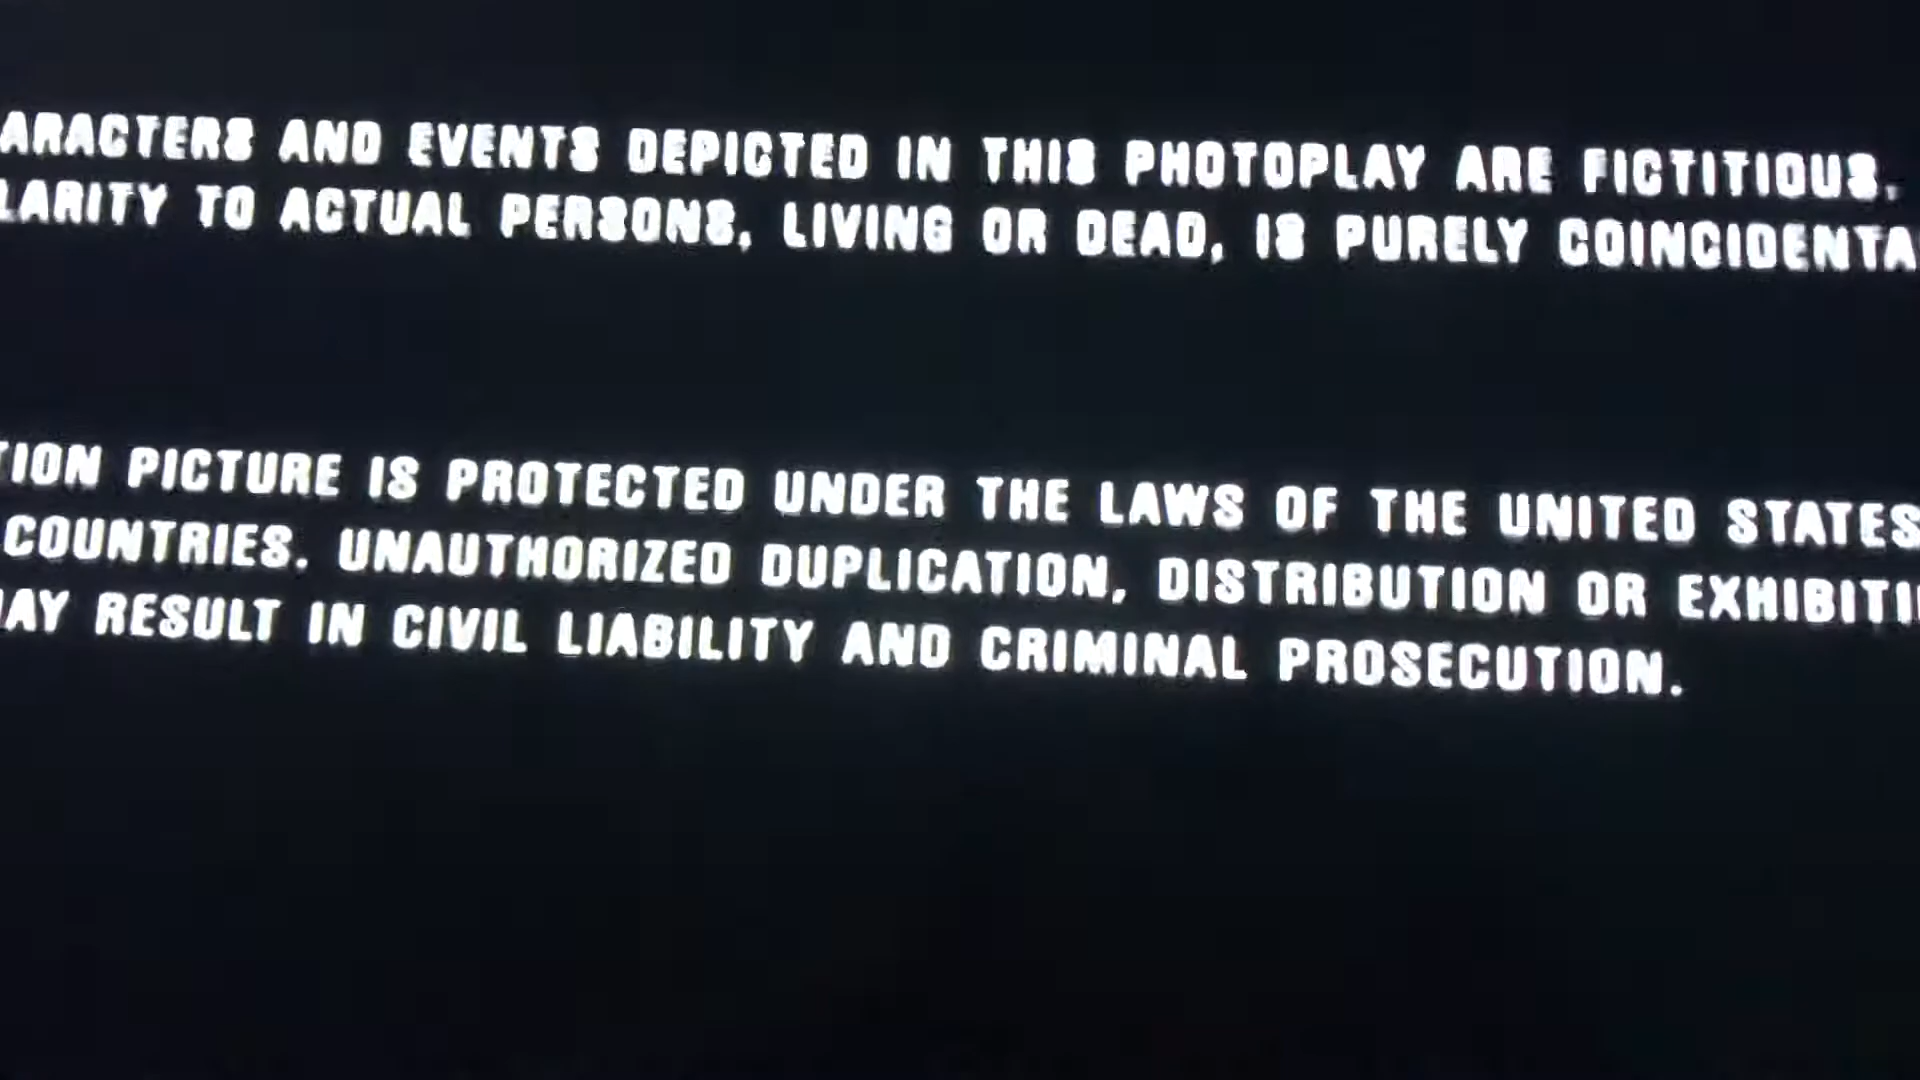 ARACTERS AND EVENTS DEPICTED IN THIS PHOTOPLAY ARE FICTITIOUS.
LARITY TO ACTUAL PERSONS, LIVING OR DEAD, IS PURELY COINCIDENTA
TION PICTURE IS PROTECTED UNDER THE LAWS OF THE UNITED STATES
COUNTRIES. UNAUTHORIZED DUPLICATION, DISTRIBUTION OR EXHIBITI
AY RESULT IN CIVIL LIABILITY AND CRIMINAL PROSECUTION.